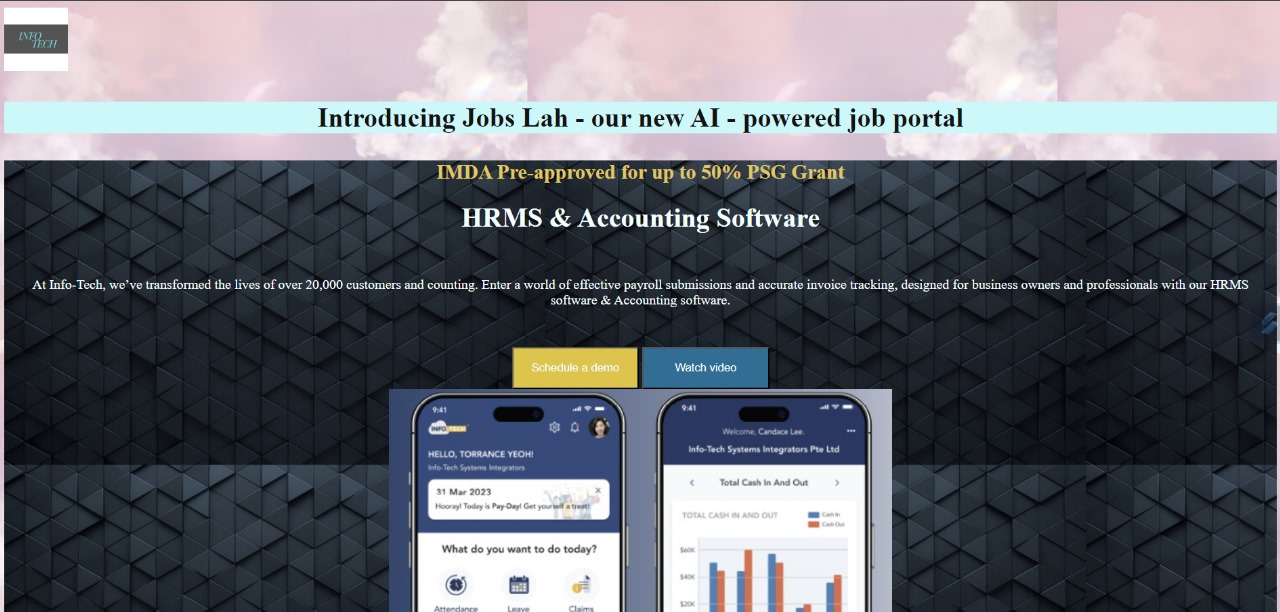 INFO
TECH
Introducing Jobs Lah - our new AI - powered job portal
IMDA Pre-approved for up to 50% PSG Grant
HRMS & Accounting Software
At Info-Tech, we’ve transformed the lives of over 20,000 customers and counting. Enter a world of effective payroll submissions and accurate invoice tracking, designed for business owners and professionals with our HRMS
software & Accounting software.
Schedule a demo
Watch video
9:41
INFO-TECH
HELLO, TORRANCE YEOH!
Info-Tech Systems Integrators
31 Mar 2023
Hooray! Today is Pay-Day! Get yourself a treat!
What do you want to do today?
Attendance
Leave
Claims
9:41
Welcome, Candace Lee.
Info-Tech Systems Integrators Pte Ltd
Total Cash In And Out
TOTAL CASH IN AND OUT
Cash In
Cash Out
$60K
$40K
$20K